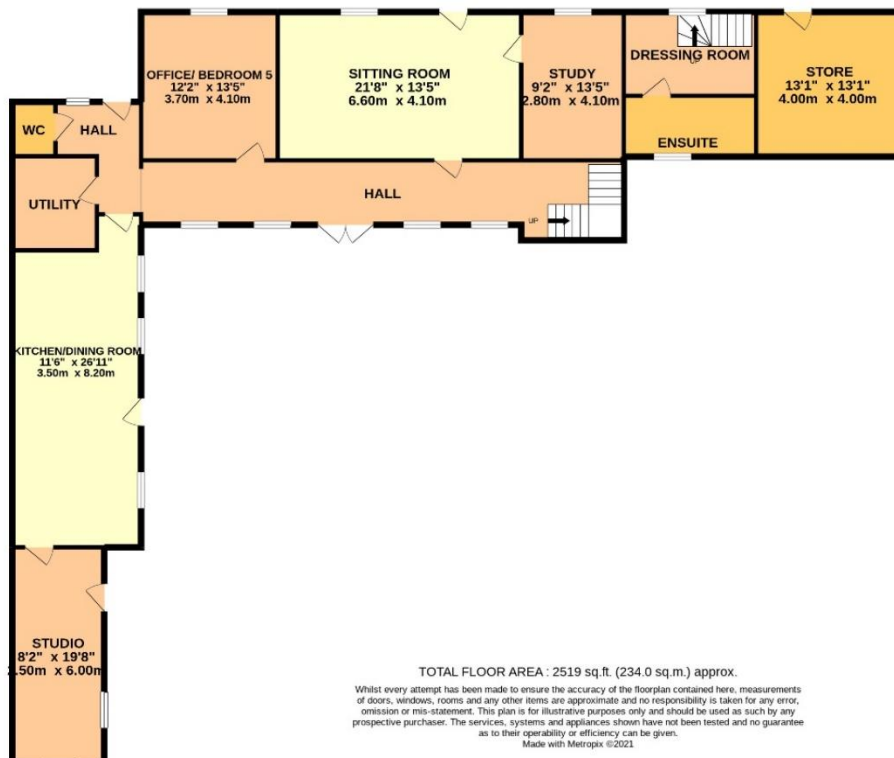 OFFICE/ BEDROOM 5
12'2" x 13'5"
3.70m x 4.10m
SITTING ROOM
21'8" x 13'5"
6.60m x 4.10m
STUDY
9'2" x 13'5"
2.80m x 4.10m
UP
DRESSING ROOM
STORE
13'1" x 13'1"
4.00m x 4.00m
WC
HALL
ENSUITE
UTILITY
HALL
UP
KITCHEN/DINING ROOM
11'6" x 26'11"
3.50m x 8.20m
STUDIO
8'2" x 19'8"
2.50m x 6.00m
TOTAL FLOOR AREA : 2519 sq.ft. (234.0 sq.m.) approx.
Whilst every attempt has been made to ensure the accuracy of the floorplan contained here, measurements
of doors, windows, rooms and any other items are approximate and no responsibility is taken for any error,
omission or mis-statement. This plan is for illustrative purposes only and should be used as such by any
prospective purchaser. The services, systems and appliances shown have not been tested and no guarantee
as to their operability or efficiency can be given.
Made with Metropix ©2021